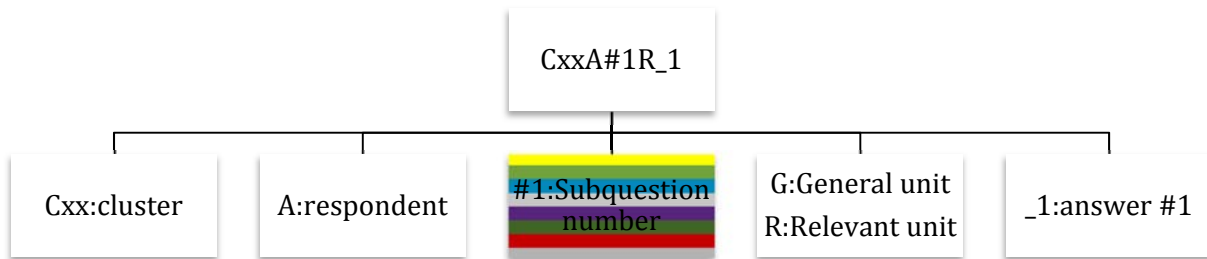 CxxA#1R_1
Cxx:cluster
A:respondent
#1:Subquestion
number
G:General unit
R:Relevant unit
_1:answer #1